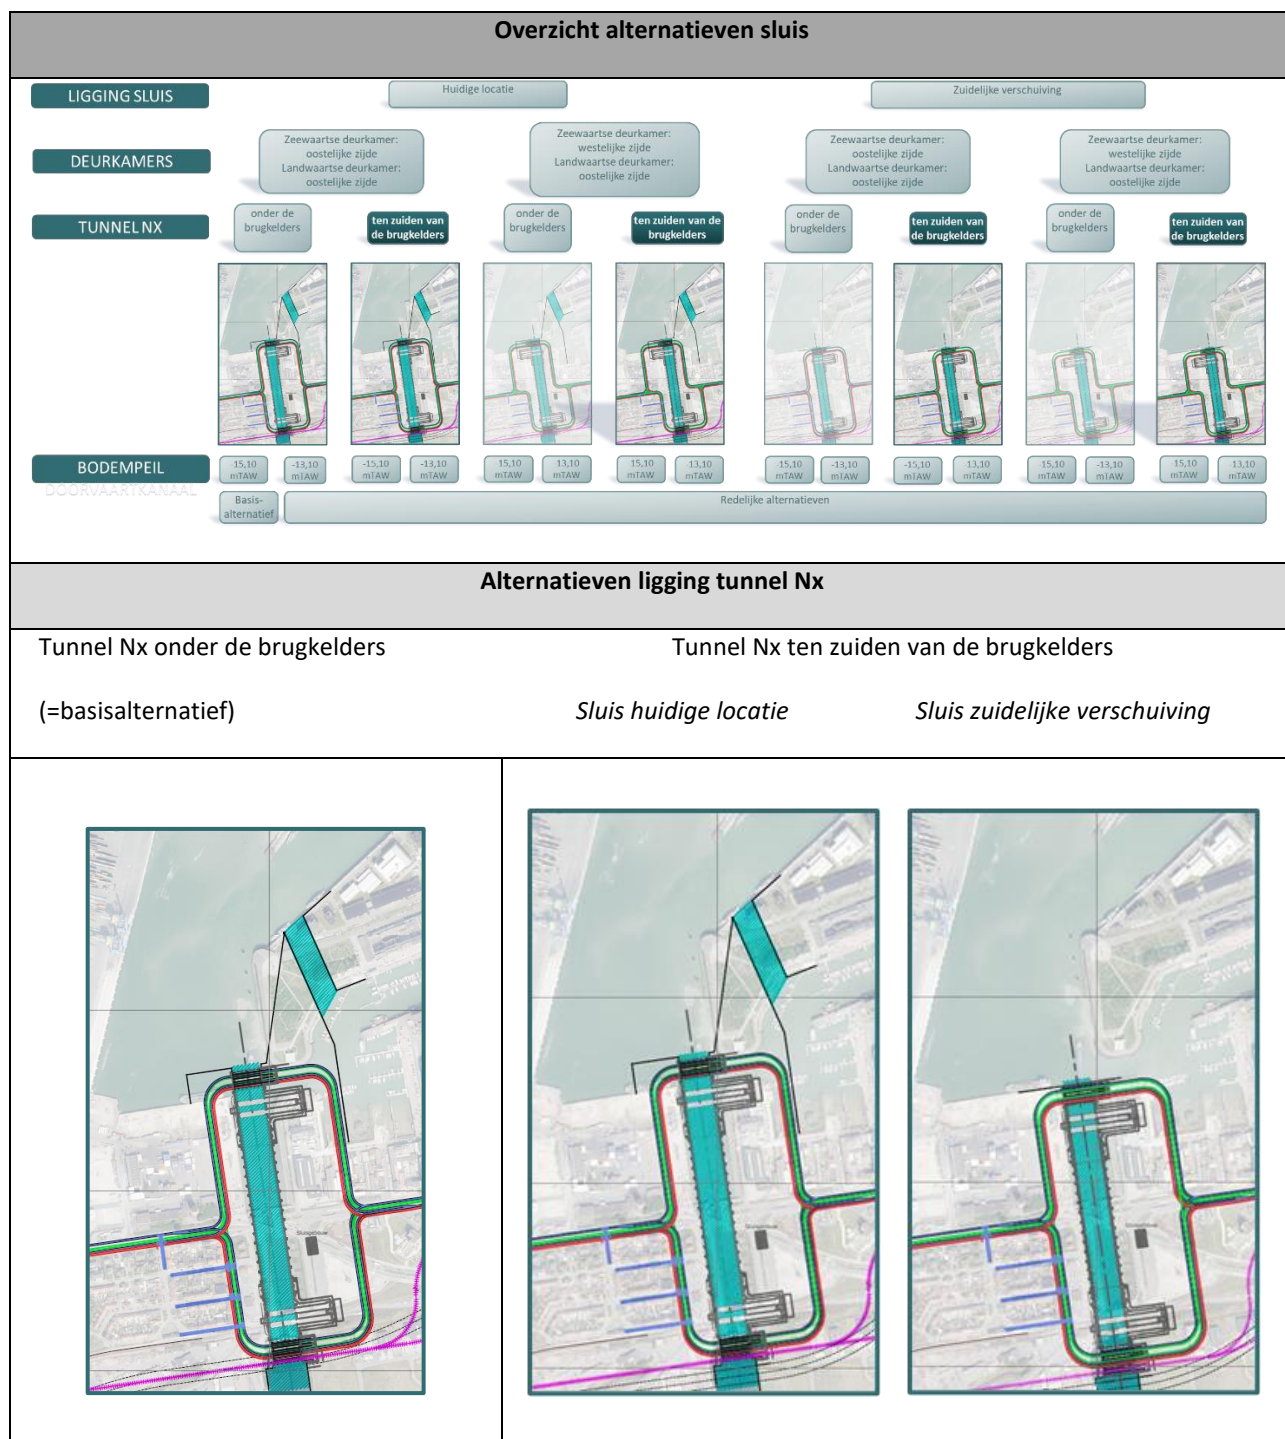 Overzicht alternatieven sluis
LIGGING SLUIS
Huidige locatie
Zuidelijke verschuiving
DEURKAMERS
Zeewaartse deurkamer:
oostelijke zijde
Landwaartse deurkamer:
oostelijke zijde
Zeewaartse deurkamer:
westelijke zijde
Landwaartse deurkamer:
oostelijke zijde
Zeewaartse deurkamer:
oostelijke zijde
Landwaartse deurkamer:
oostelijke zijde
Zeewaartse deurkamer:
westelijke zijde
Landwaartse deurkamer:
oostelijke zijde
TUNNEL NX
onder de
brugkelders
ten zuiden van
de brugkelders
onder de
brugkelders
ten zuiden van de
brugkelders
onder de
brugkelders
ten zuiden van
de brugkelders
onder de
brugkelders
ten zuiden van
de brugkelders
BODEMPEIL
DOORVAARTKANAAL
-15,10
mTAW
-13,10
mTAW
-15,10
mTAW
-13,10
mTAW
-15,10
mTAW
-13,10
mTAW
-15,10
mTAW
-13,10
mTAW
-15,10
mTAW
-13,10
mTAW
-15,10
mTAW
-13,10
mTAW
-15,10
mTAW
-13,10
mTAW
-15,10
mTAW
-13,10
mTAW
Basis-
alternatief
Redelijke alternatieven
Alternatieven ligging tunnel Nx
Tunnel Nx onder de brugkelders
(=basisalternatief)
Tunnel Nx ten zuiden van de brugkelders
Sluis huidige locatie
Sluis zuidelijke verschuiving